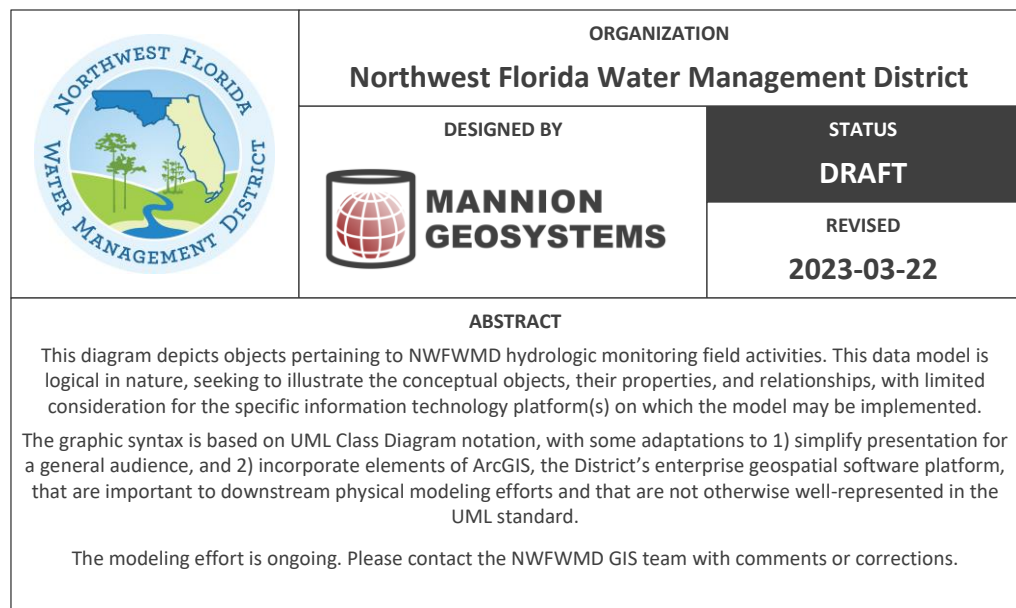 NORTHWEST FLORIDA
WATER MANAGEMENT DISTRICT
ORGANIZATION
Northwest Florida Water Management District
DESIGNED BY
MANNION
GEOSYSTEMS
STATUS
DRAFT
REVISED
2023-03-22
ABSTRACT
This diagram depicts objects pertaining to NWFWMD hydrologic monitoring field activities. This data model is
logical in nature, seeking to illustrate the conceptual objects, their properties, and relationships, with limited
consideration for the specific information technology platform(s) on which the model may be implemented.
The graphic syntax is based on UML Class Diagram notation, with some adaptations to 1) simplify presentation for
a general audience, and 2) incorporate elements of ArcGIS, the District’s enterprise geospatial software platform,
that are important to downstream physical modeling efforts and that are not otherwise well-represented in the
UML standard.
The modeling effort is ongoing. Please contact the NWFWMD GIS team with comments or corrections.